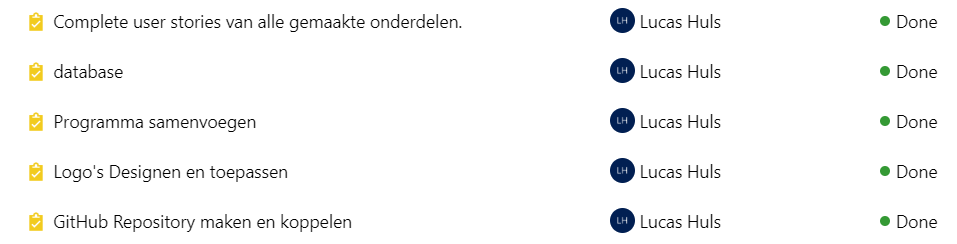 Complete user stories van alle gemaakte onderdelen. LH Lucas Huls Done
database LH Lucas Huls Done
Programma samenvoegen LH Lucas Huls Done
Logo's Designen en toepassen LH Lucas Huls Done
GitHub Repository maken en koppelen LH Lucas Huls Done